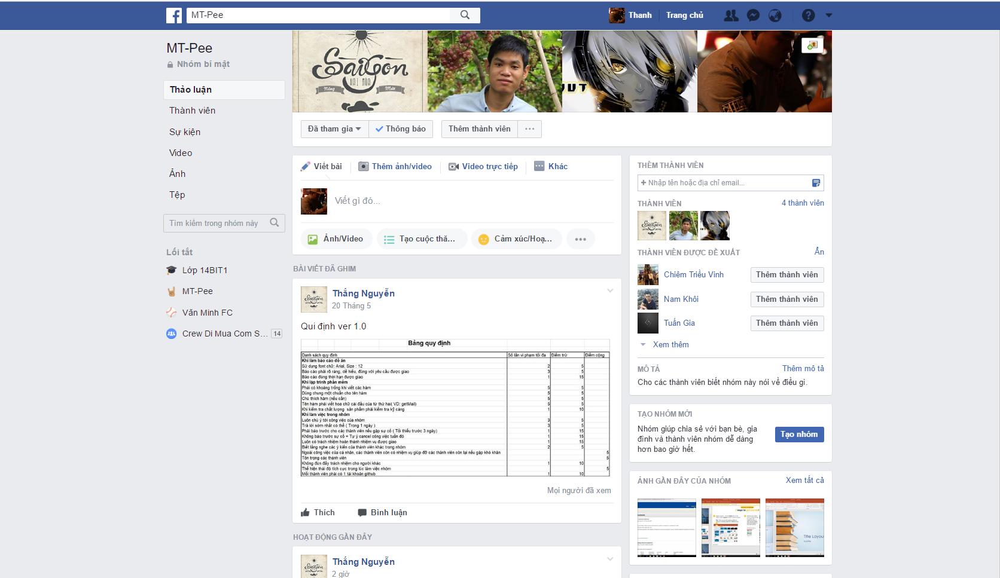 MT-Pee
Thanh
Trang chủ
MT-Pee
Nhóm bí mật
Thảo luận
Thành viên
Sự kiện
Video
Ảnh
Tệp
Tìm kiếm trong nhóm này
Lối tắt
Lớp 14BIT1
MT-Pee
Văn Minh FC
Crew Di Mua Com S... 14
SaiGon
HAI MÙA
Nắng Mưa
Đã tham gia
Thông báo
Thêm thành viên
Viết bài
Thêm ảnh/video
Video trực tiếp
Khác
Viết gì đó...
Ảnh/Video
Tạo cuộc thă...
Cảm xúc/Hoạ...
BÀI VIẾT ĐÃ GHIM
Thắng Nguyễn
20 Tháng 5
Qui định ver 1.0
Bảng quy định
Danh sách quy định Số lần vi phạm tối đa Điểm trừ Điểm cộng
Khi làm báo cáo đồ án
Sử dụng font chữ: Arial, Size : 12 2 5
Báo cáo phải rõ ràng, dễ hiểu, đúng với yêu cầu được giao 3 5
Báo cáo đúng thời hạn được giao 1 15
Khi lập trình phần mềm
Phải có khoảng trống khi viết các hàm 5 5
Dùng chung một chuẩn cho tên hàm 5 5
Chú thích hàm (nếu cần) 5 5
Tên hàm phải viết hoa chữ cái đầu của từ thứ hai( VD: getMail) 5 5
Khi kiểm tra chất lượng sản phẩm phải kiểm tra kỹ càng 1 10
Khi làm việc trong nhóm
Luôn chú ý tới công việc của nhóm 3 5
Trả lời sớm nhất có thể ( Trong 1 ngày ) 3 5
Phải báo trước cho các thành viên nếu gặp sự cố ( Tối thiểu trước 3 ngày) 1 15
Không báo trước sự cố = Tự ý cancel công việc tuần đó 1 15
Luôn có trách nhiệm hoàn thành nhiệm vụ được giao 1 15
Biết lắng nghe các ý kiến của thành viên khác trong nhóm 2 5
Ngoài công việc của cá nhân, các thành viên còn có nhiệm vụ giúp đỡ các thành viên còn lại nếu gặp khó khăn 5
Tôn trọng các thành viên 5
Không đùn đẩy trách nhiệm cho người khác 1 10
Thể hiện thái độ tích cực trong lúc làm việc nhóm 5
Mỗi thành viên phải có 1 tài khoản github 1 10
Mọi người đã xem
Thích
Bình luận
HOẠT ĐỘNG GẦN ĐÂY
Thắng Nguyễn
2 giờ
THÊM THÀNH VIÊN
+ Nhập tên hoặc địa chỉ email...
THÀNH VIÊN
4 thành viên
THÀNH VIÊN ĐƯỢC ĐỀ XUẤT
Ẩn
Chiêm Triều Vinh
Thêm thành viên
Nam Khôi
Thêm thành viên
Tuấn Gia
Thêm thành viên
Xem thêm
MÔ TẢ
Thêm mô tả
Cho các thành viên biết nhóm này nói về điều gì.
TẠO NHÓM MỚI
Nhóm giúp chia sẻ với bạn bè, gia
đình và thành viên nhóm dễ dàng
hơn bao giờ hết.
Tạo nhóm
ẢNH GẦN ĐÂY CỦA NHÓM
Xem tất cả
Title Layou